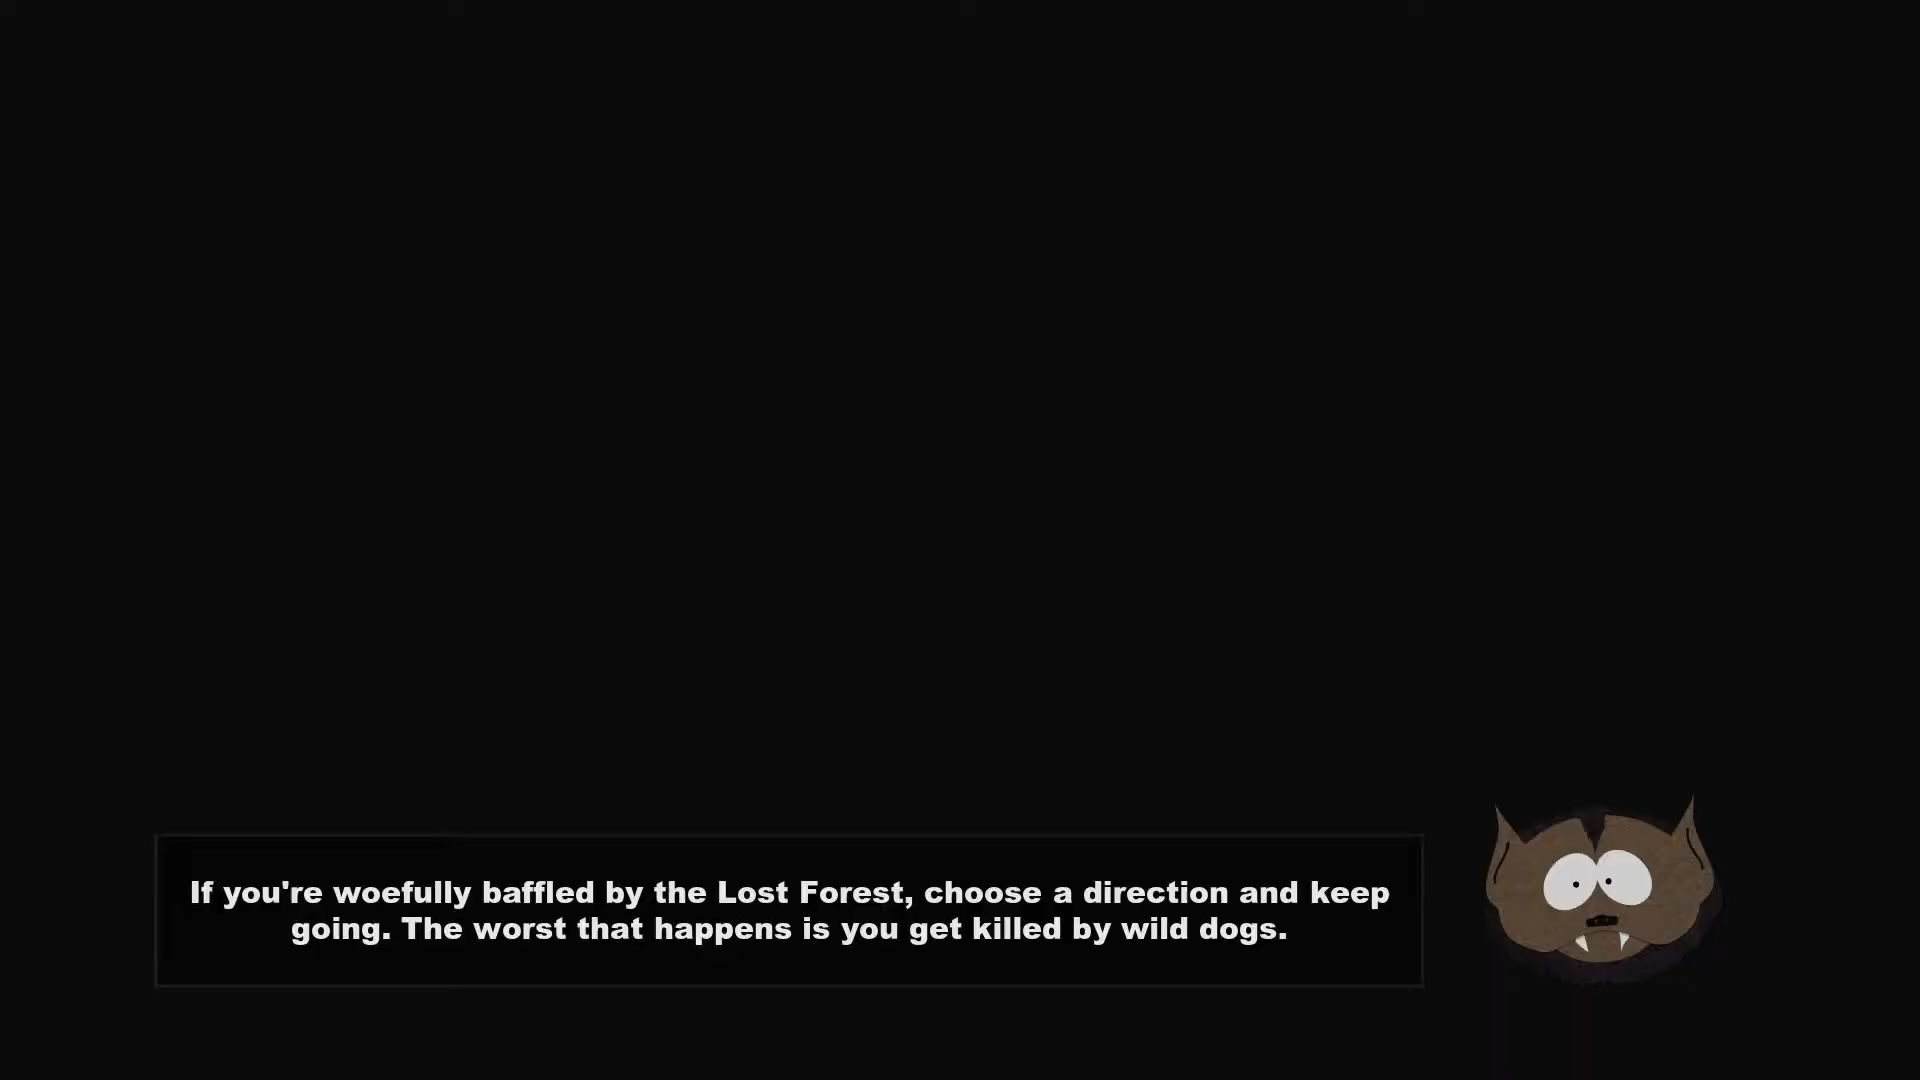 If you're woefully baffled by the Lost Forest, choose a direction and keep
going. The worst that happens is you get killed by wild dogs.